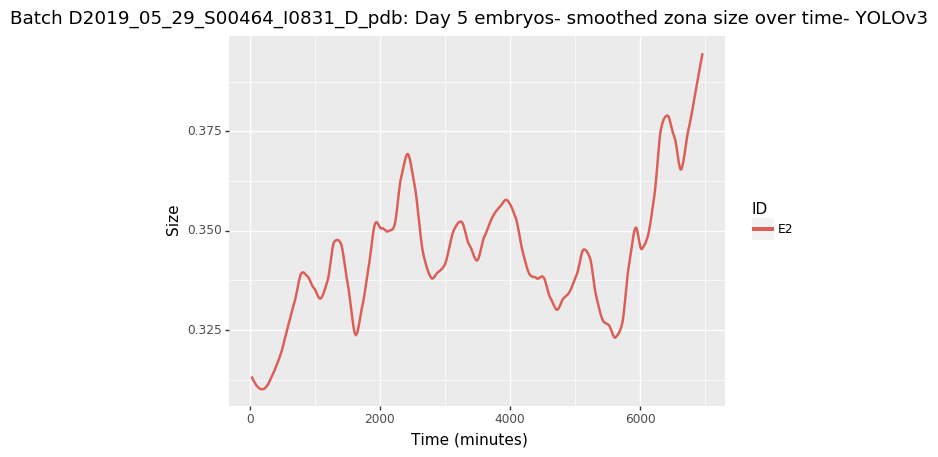 Batch D2019_05_29_S00464_I0831_D_pdb: Day 5 embryos- smoothed zona size over time- YOLOv3
0.375
0.350
0.325
Size
0 2000 4000 6000
Time (minutes)
ID
E2